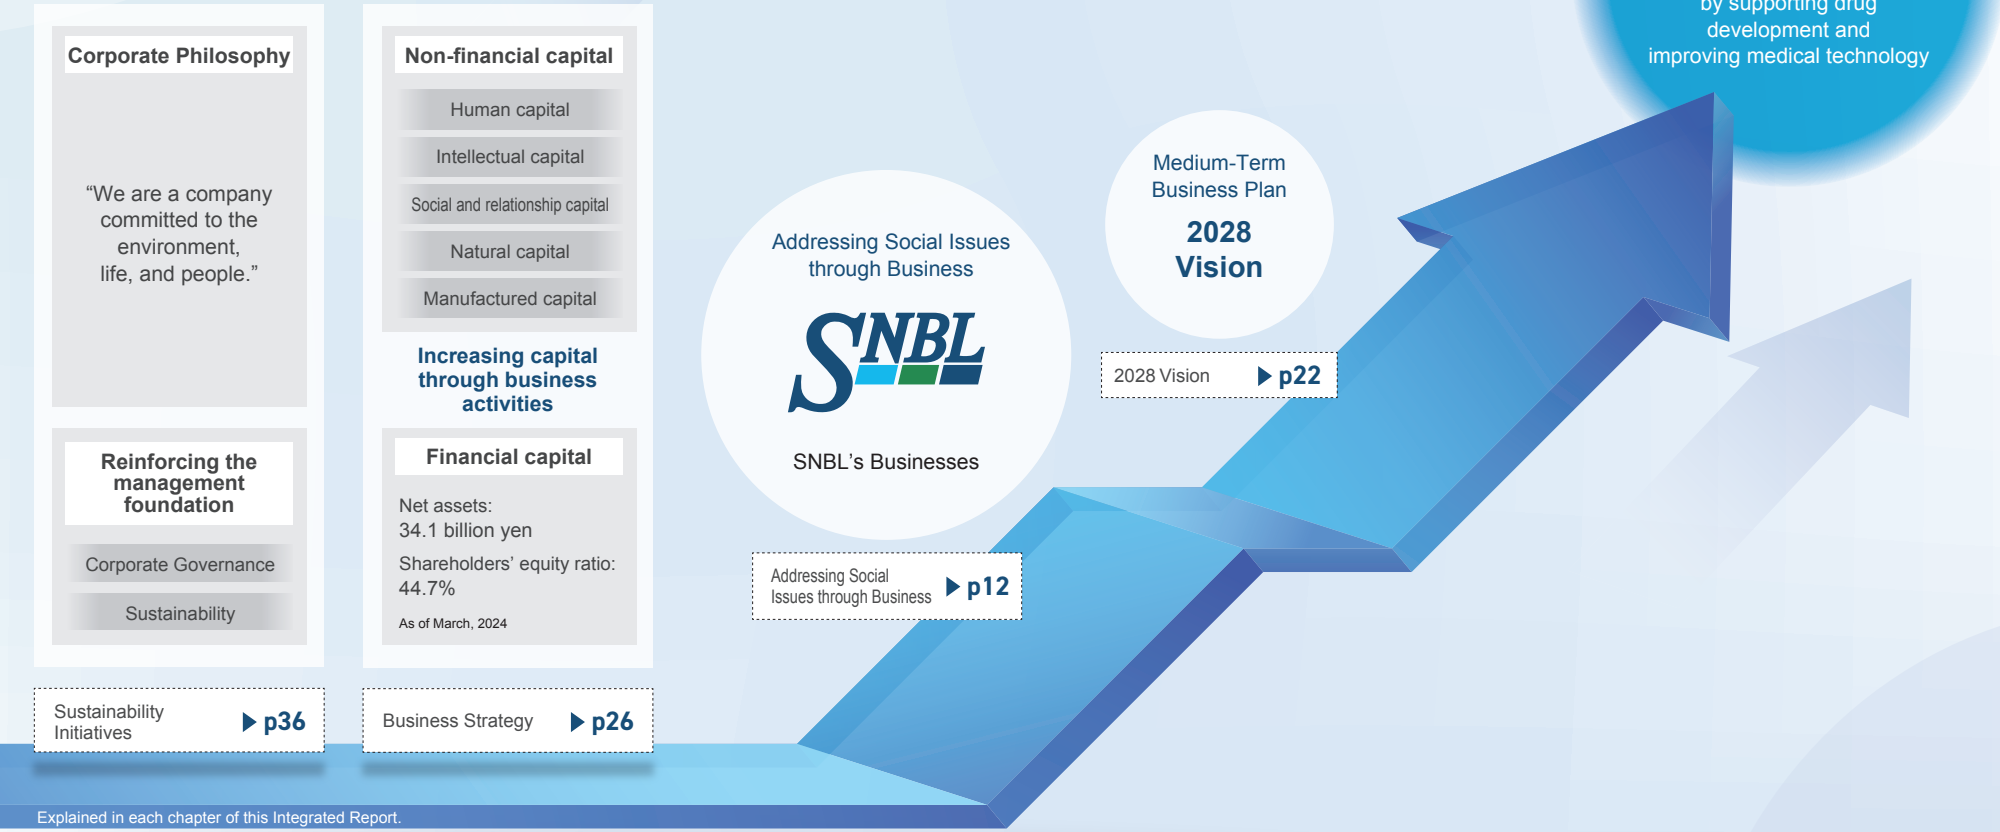 Corporate Philosophy
“We are a company
committed to the
environment,
life, and people.”
Reinforcing the
management
foundation
Corporate Governance
Sustainability
Sustainability
Initiatives
p36
Non-financial capital
Human capital
Intellectual capital
Social and relationship capital
Natural capital
Manufactured capital
Increasing capital
through business
activities
Financial capital
Net assets:
34.1 billion yen
Shareholders’ equity ratio:
44.7%
As of March, 2024
Business Strategy
p26
Addressing Social Issues
through Business
SNBL
SNBL’s Businesses
Addressing Social
Issues through Business
p12
Medium-Term
Business Plan
2028
Vision
2028 Vision
p22
by supporting drug
development and
improving medical technology
Explained in each chapter of this Integrated Report.